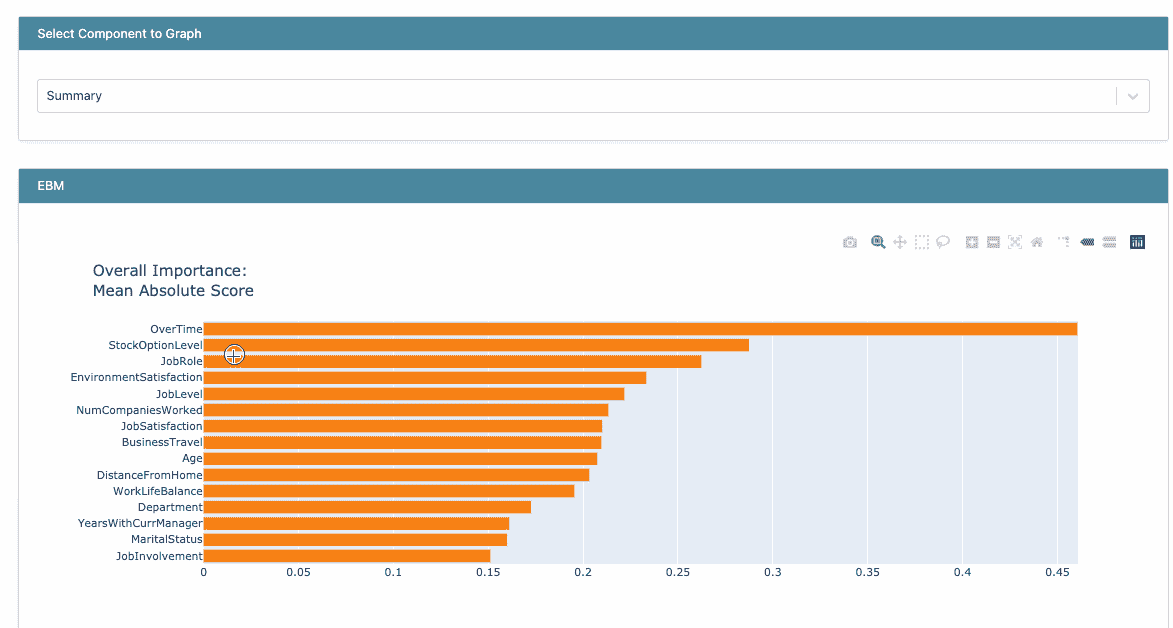 Select Component to Graph
Summary
EBM
Overall Importance:
Mean Absolute Score
OverTime
StockOptionLevel
JobRole
EnvironmentSatisfaction
JobLevel
NumCompaniesWorked
JobSatisfaction
BusinessTravel
Age
DistanceFromHome
WorkLifeBalance
Department
YearsWithCurrManager
MaritalStatus
JobInvolvement
0 0.05 0.1 0.15 0.2 0.25 0.3 0.35 0.4 0.45